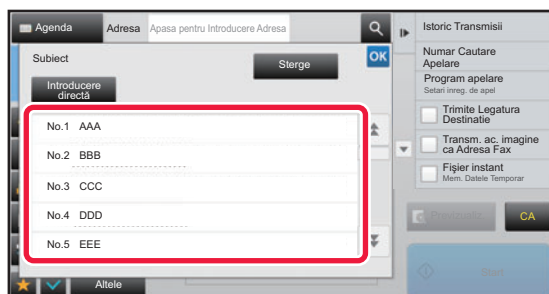 Agenda
Adresa
Apasa pentru Introducere Adresa
Istoric Transmisii
Subiect
Sterge
OK
Numar Cautare
Apelare
Introducere
directă
Program apelare
Setari inreg. de apel
Trimite Legatura
Destinatie
No.1 AAA
Transm. ac. imagine
ca Adresa Fax
No.2 BBB
Fişier instant
Mem. Datele Temporar
No.3 CCC
No.4 DDD
CA
No.5 EEE
Altele
Start